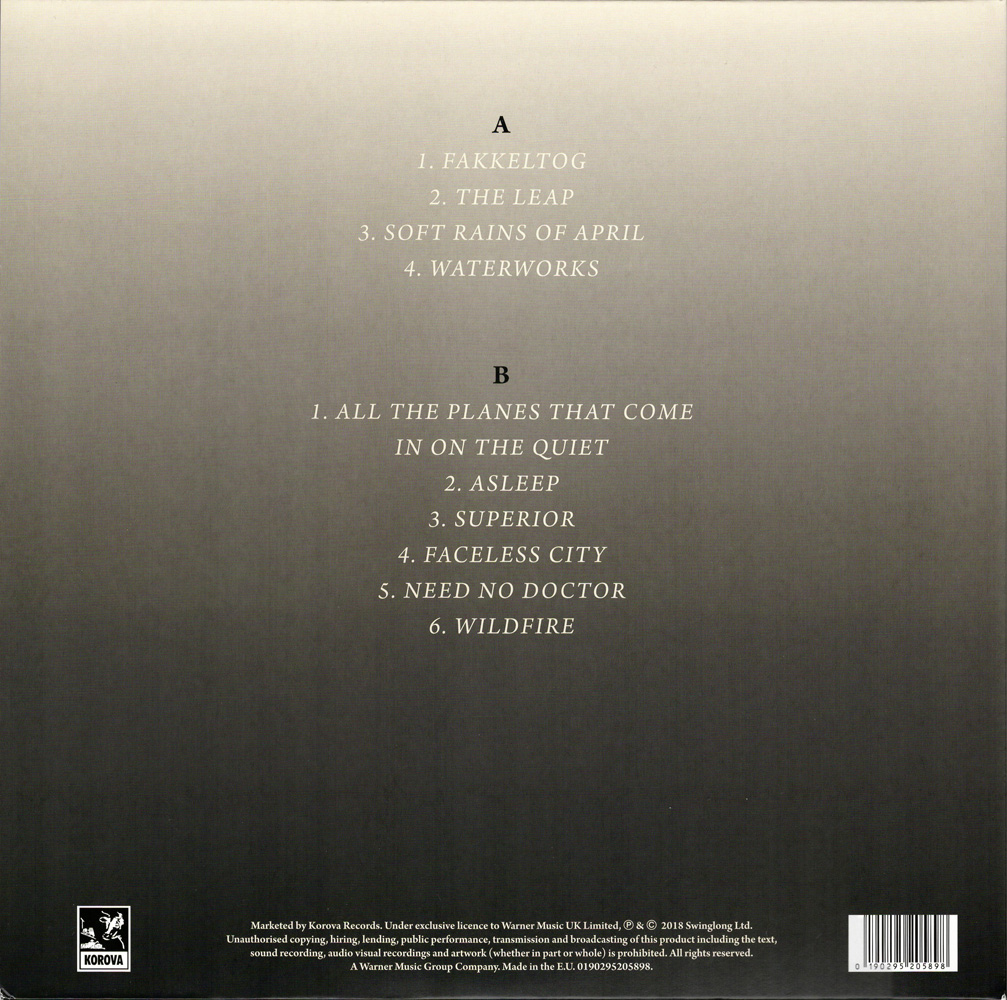 A
1. FAKKELTOG
2. THE LEAP
3. SOFT RAINS OF APRIL
4. WATERWORKS
B
1. ALL THE PLANES THAT COME
IN ON THE QUIET
2. ASLEEP
3. SUPERIOR
4. FACELESS CITY
5. NEED NO DOCTOR
6. WILDFIRE
KOROVA
Marketed by Korova Records. Under exclusive licence to Warner Music UK Limited, ℗ & © 2018 Swinglong Ltd.
Unauthorised copying, hiring, lending, public performance, transmission and broadcasting of this product including the text,
sound recording, audio visual recordings and artwork (whether in part or whole) is prohibited. All rights reserved.
A Warner Music Group Company. Made in the E.U. 0190295205898.
0 190295 205898